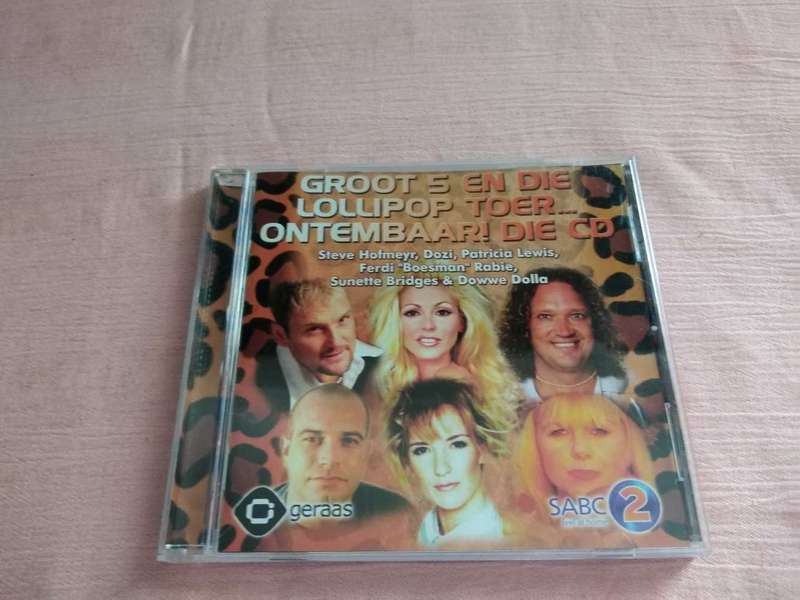 GROOT 5 EN DIE
LOLLIPOP TOER...
ONTEMBAAR! DIE CD
Steve Hofmeyr, Dozi, Patricia Lewis,
Ferdi "Boesman" Rabie,
Sunette Bridges & Dowwe Dolla
geraas
SABC 2